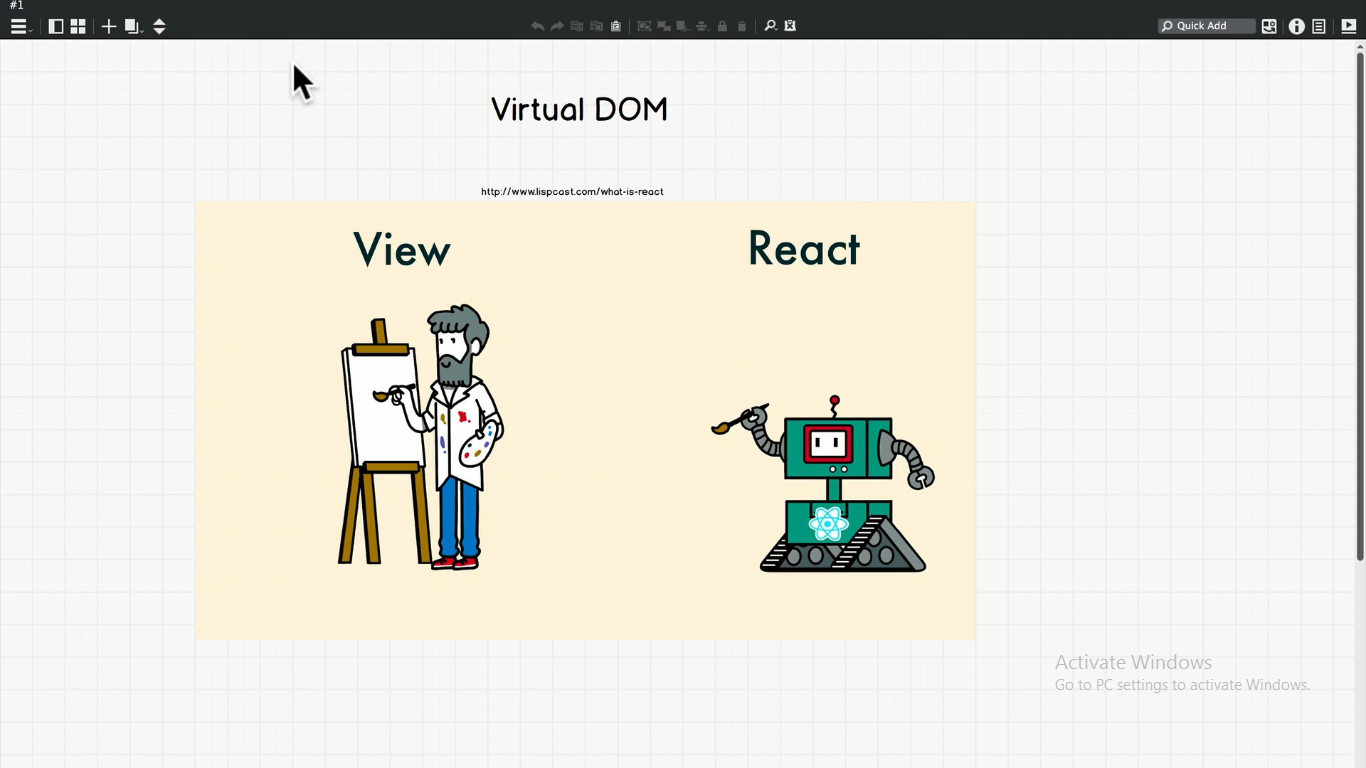 #1
Quick Add
Virtual DOM
http://www.lispcast.com/what-is-react
View
React
Activate Windows
Go to PC settings to activate Windows.